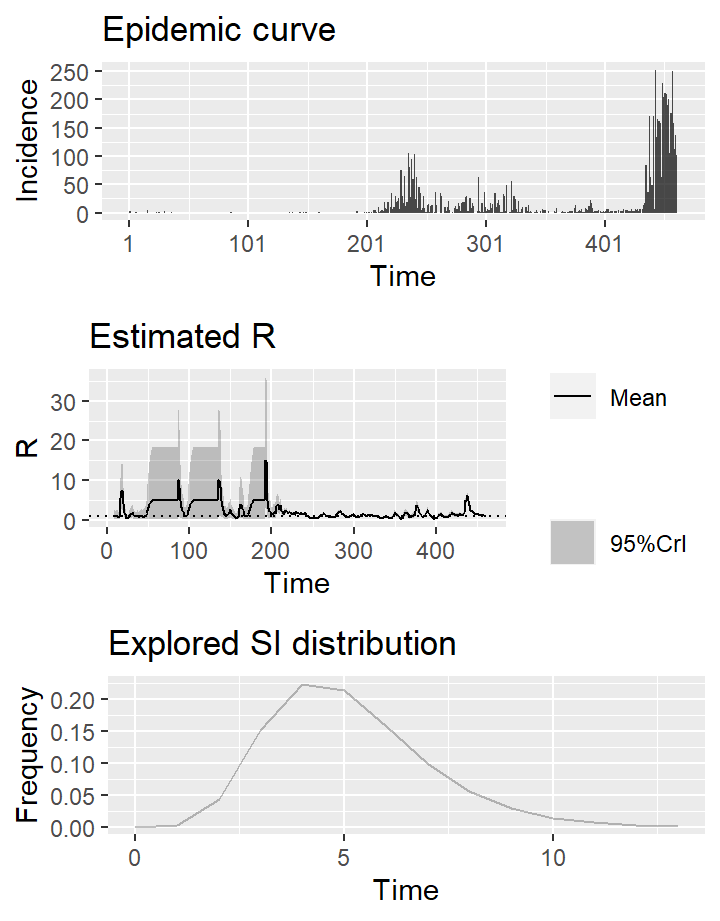 Epidemic curve
250
200
150
100
50
0
Incidence
1 101 201 301 401
Time
Estimated R
30
20
10
0
R
0 100 200 300 400
Time
Mean
95%CrI
Explored SI distribution
0.20
0.15
0.10
0.05
0.00
Frequency
0 5 10
Time